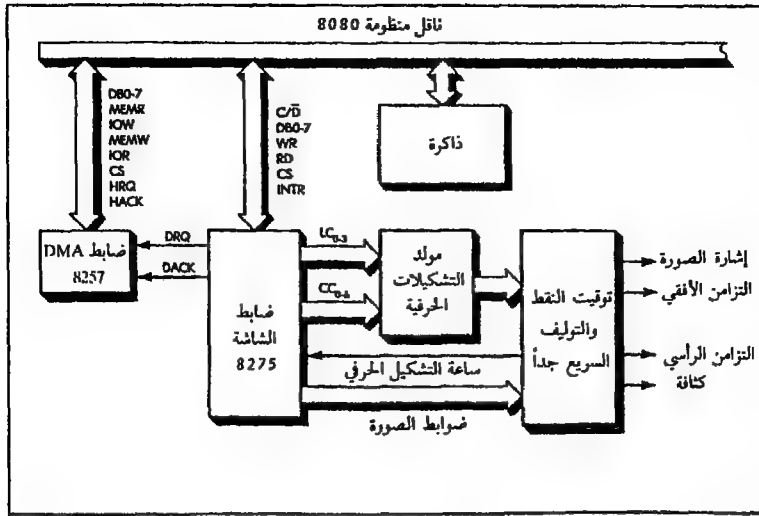 ناقل منظومة 8080
DB0-7
MEMR
IOW
MEMW
IOR
CS
HRQ
HACK
C/D̅
DB0-7
WR
RD
CS
INTR
ذاكرة
ضابط DMA
8257
DRQ
DACK
ضابط
الشاشة
8275
LC0-3
CC0-6
مولد
التشكيلات
الحرفية
توقيت النقط
والتوليف
السريع جداً
إشارة الصورة
التزامن الأفقي
التزامن الرأسي
كثافة
ساعة التشكيل الحرفي
ضوابط الصورة